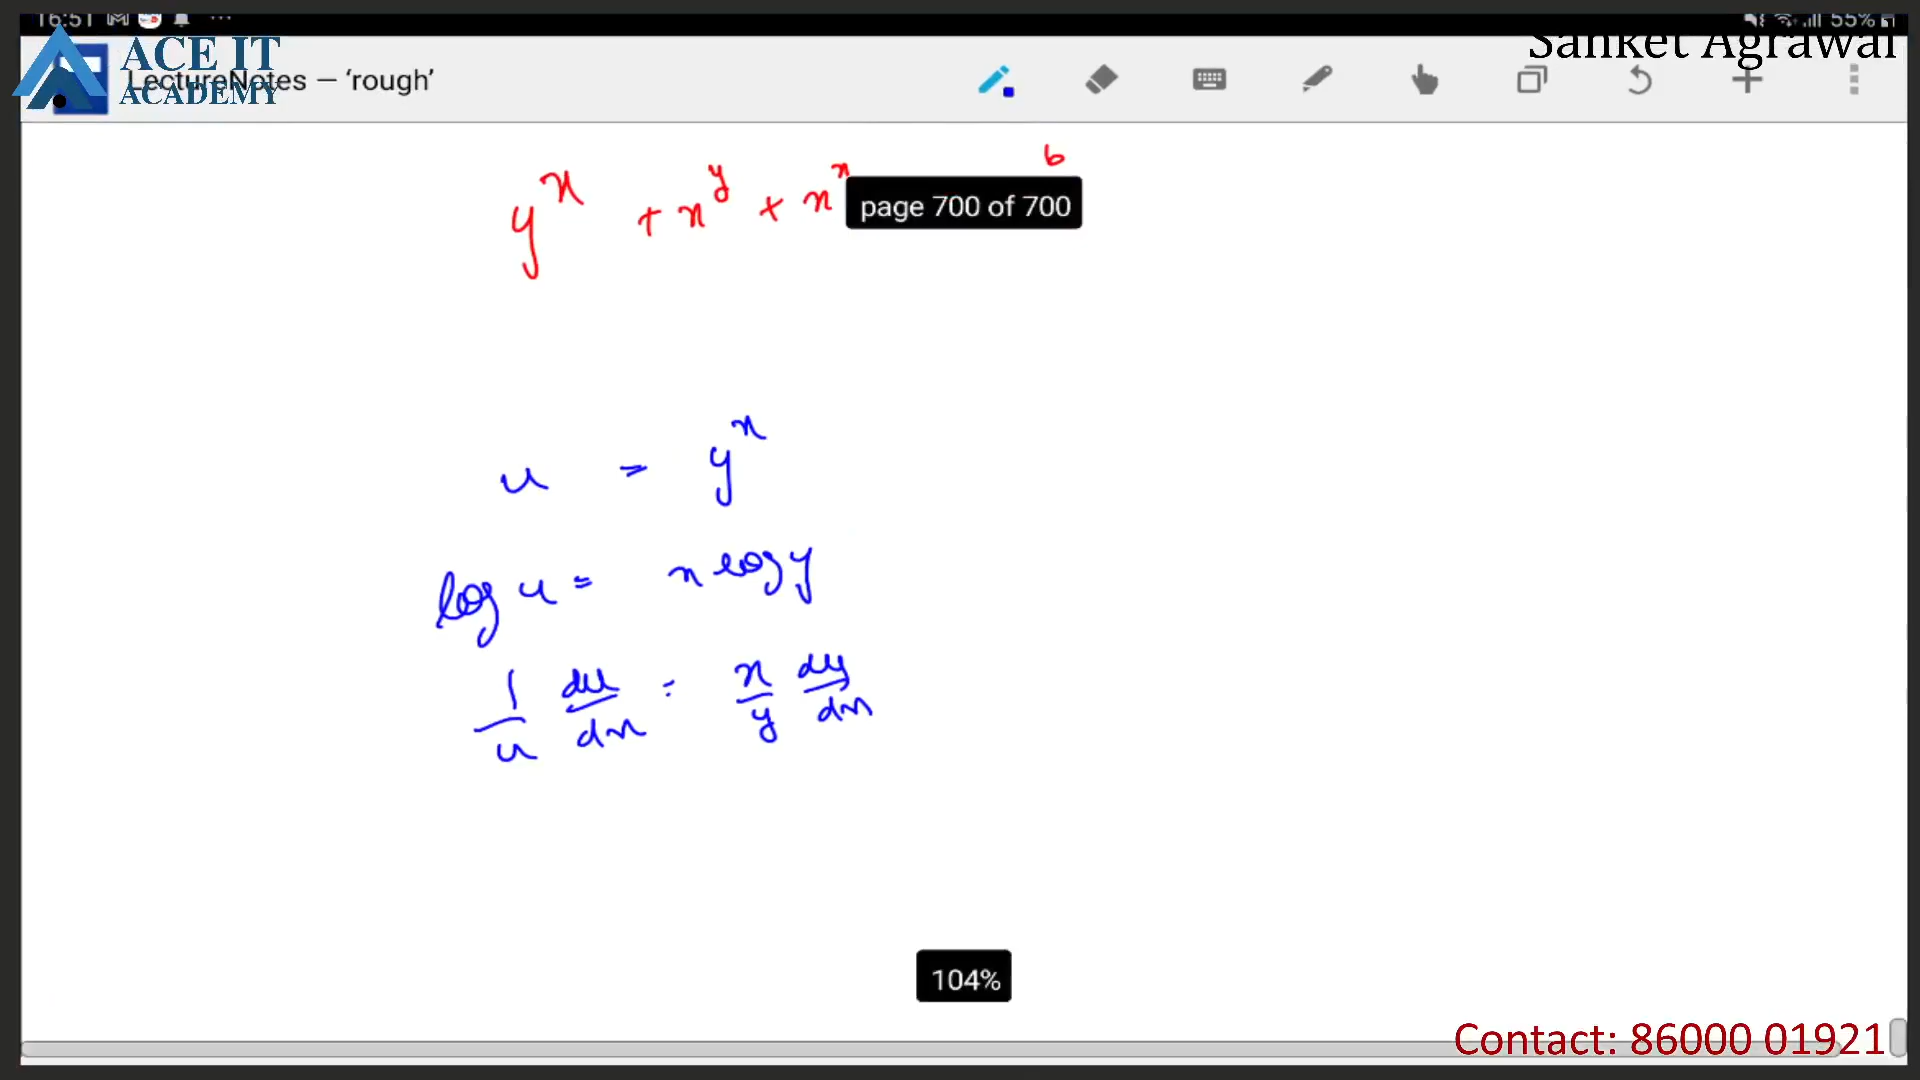 16:51 55%
ACE IT ACADEMY
Sanket Agrawal
LectureNotes — ‘rough’
y^x + x^y + x^x b
page 700 of 700
u = y^x
log u = x log y
1/u du/dx = x/y dy/dx
104%
Contact: 86000 01921